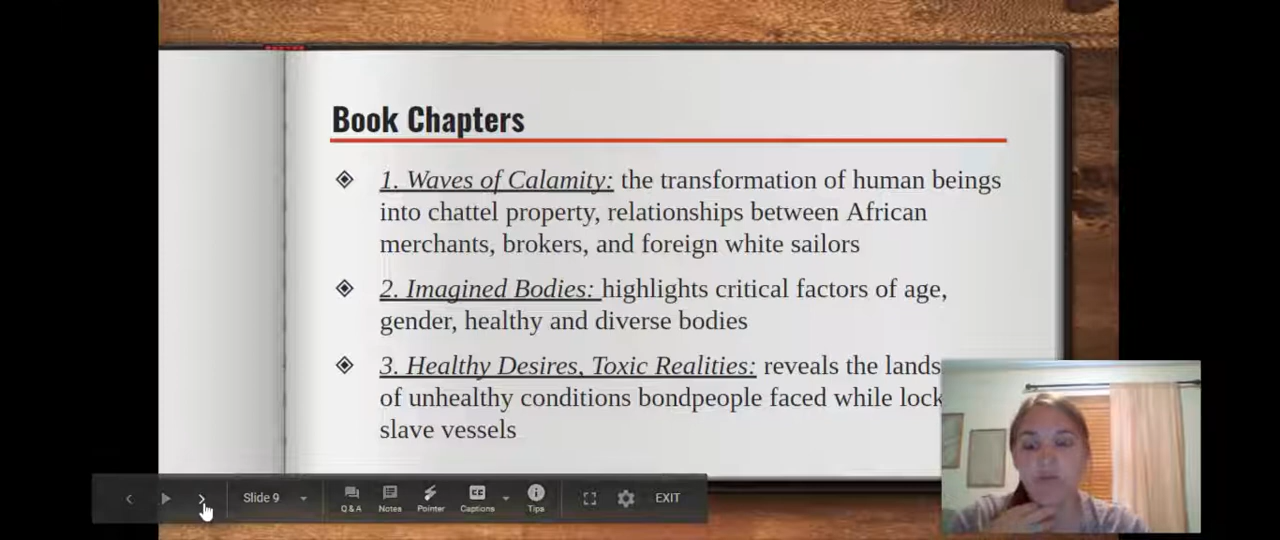 Book Chapters
1. Waves of Calamity: the transformation of human beings
into chattel property, relationships between African
merchants, brokers, and foreign white sailors
2. Imagined Bodies: highlights critical factors of age,
gender, healthy and diverse bodies
3. Healthy Desires, Toxic Realities: reveals the
of unhealthy conditions bondpeople faced while
slave vessels
Slide 9
Q&A
Notes
Pointer
CC
Captions
Tips
EXIT